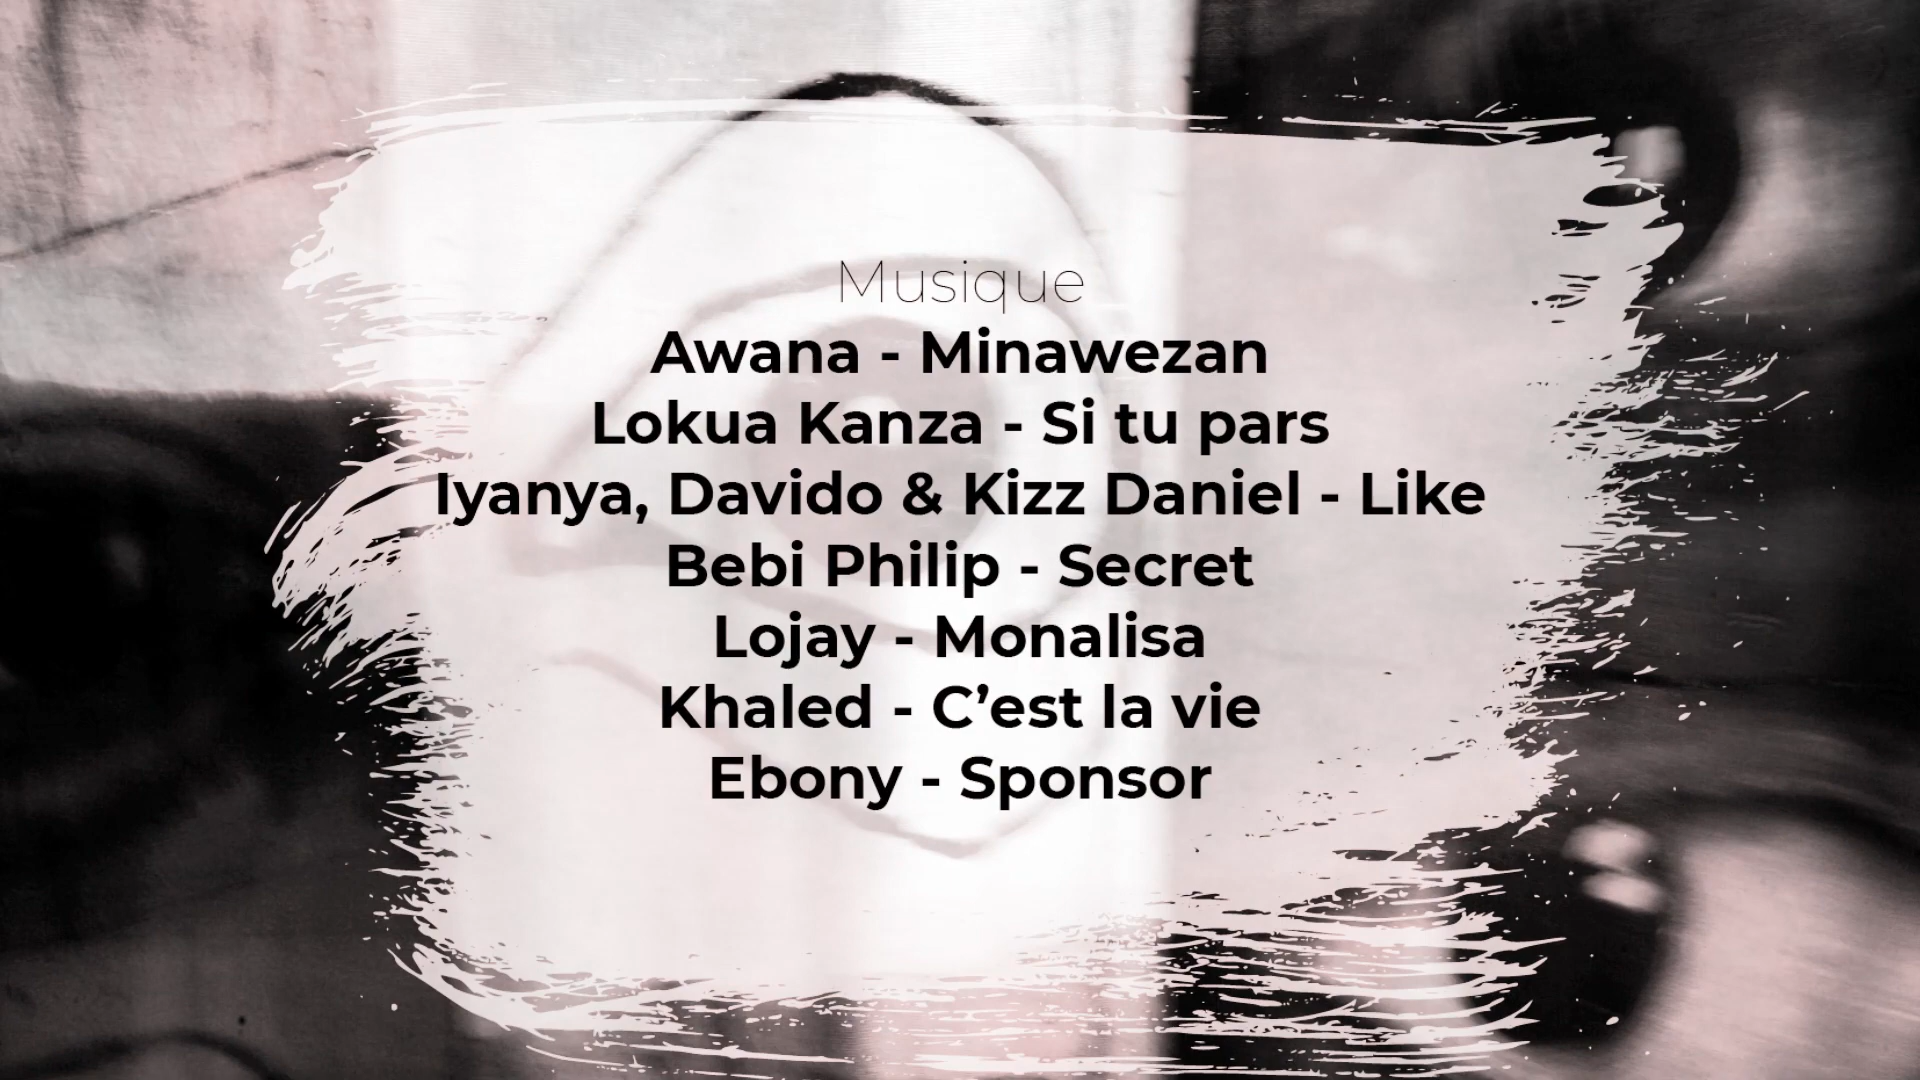 Musique
Awana - Minawezan
Lokua Kanza - Si tu pars
Iyanya, Davido & Kizz Daniel - Like
Bebi Philip - Secret
Lojay - Monalisa
Khaled - C’est la vie
Ebony - Sponsor